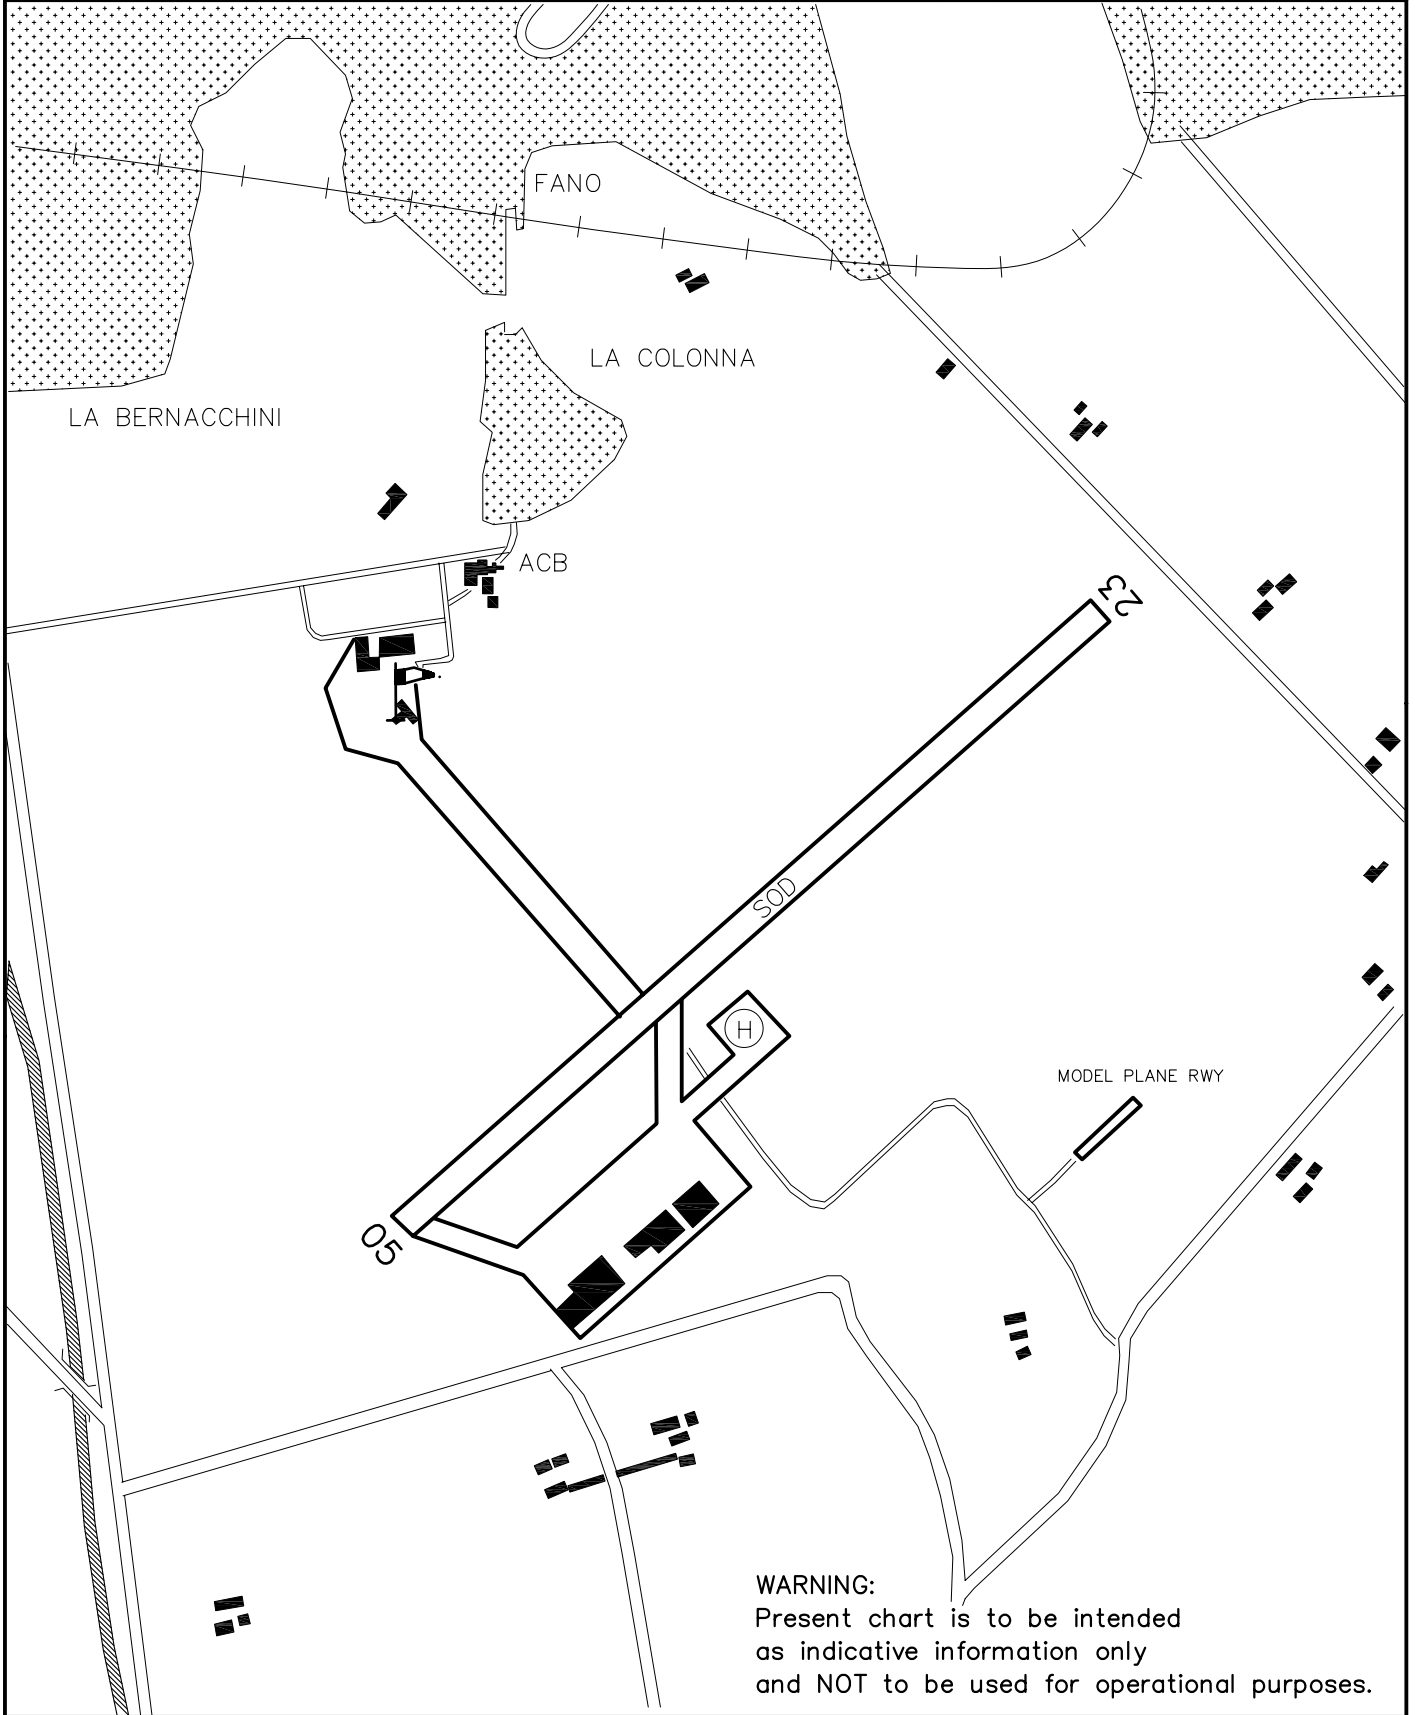 FANO
LA COLONNA
LA BERNACCHINI
ACB
23
SOD
H
MODEL PLANE RWY
05
WARNING:
Present chart is to be intended
as indicative information only
and NOT to be used for operational purposes.